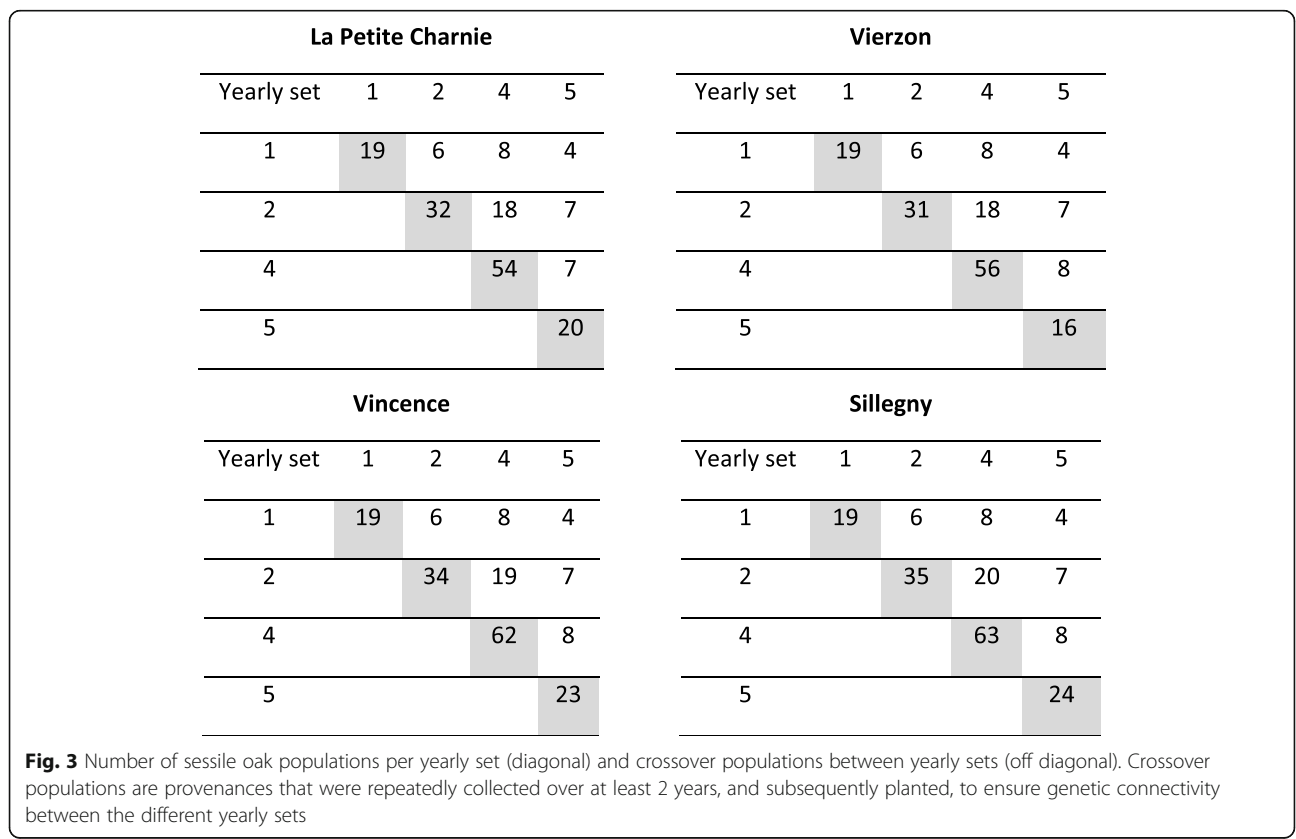 La Petite Charnie
Yearly set 1 2 4 5
1 19 6 8 4
2 32 18 7
4 54 7
5 20
Vierzon
Yearly set 1 2 4 5
1 19 6 8 4
2 31 18 7
4 56 8
5 16
Vincence
Yearly set 1 2 4 5
1 19 6 8 4
2 34 19 7
4 62 8
5 23
Sillegny
Yearly set 1 2 4 5
1 19 6 8 4
2 35 20 7
4 63 8
5 24
Fig. 3 Number of sessile oak populations per yearly set (diagonal) and crossover populations between yearly sets (off diagonal). Crossover
populations are provenances that were repeatedly collected over at least 2 years, and subsequently planted, to ensure genetic connectivity
between the different yearly sets